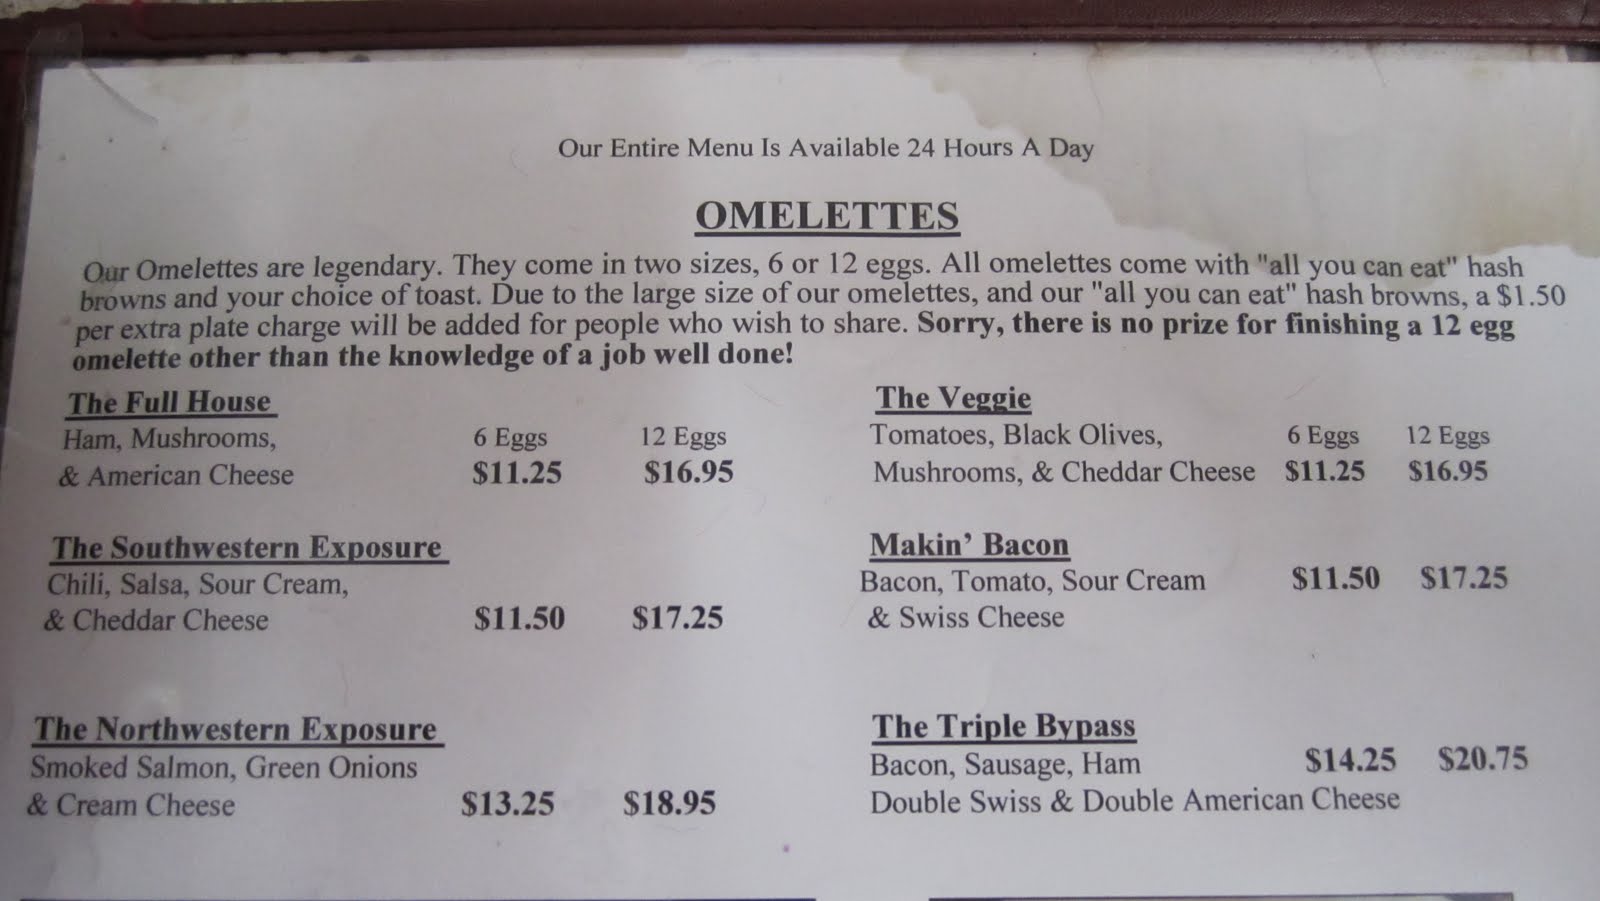 Our Entire Menu Is Available 24 Hours A Day
OMELETTES
Our Omelettes are legendary. They come in two sizes, 6 or 12 eggs. All omelettes come with "all you can eat" hash
browns and your choice of toast. Due to the large size of our omelettes, and our "all you can eat" hash browns, a $1.50
per extra plate charge will be added for people who wish to share. Sorry, there is no prize for finishing a 12 egg
omelette other than the knowledge of a job well done!
The Full House
Ham, Mushrooms, 6 Eggs 12 Eggs
& American Cheese $11.25 $16.95
The Southwestern Exposure
Chili, Salsa, Sour Cream,
& Cheddar Cheese $11.50 $17.25
The Northwestern Exposure
Smoked Salmon, Green Onions
& Cream Cheese $13.25 $18.95
The Veggie
Tomatoes, Black Olives, 6 Eggs 12 Eggs
Mushrooms, & Cheddar Cheese $11.25 $16.95
Makin' Bacon
Bacon, Tomato, Sour Cream $11.50 $17.25
& Swiss Cheese
The Triple Bypass
Bacon, Sausage, Ham $14.25 $20.75
Double Swiss & Double American Cheese